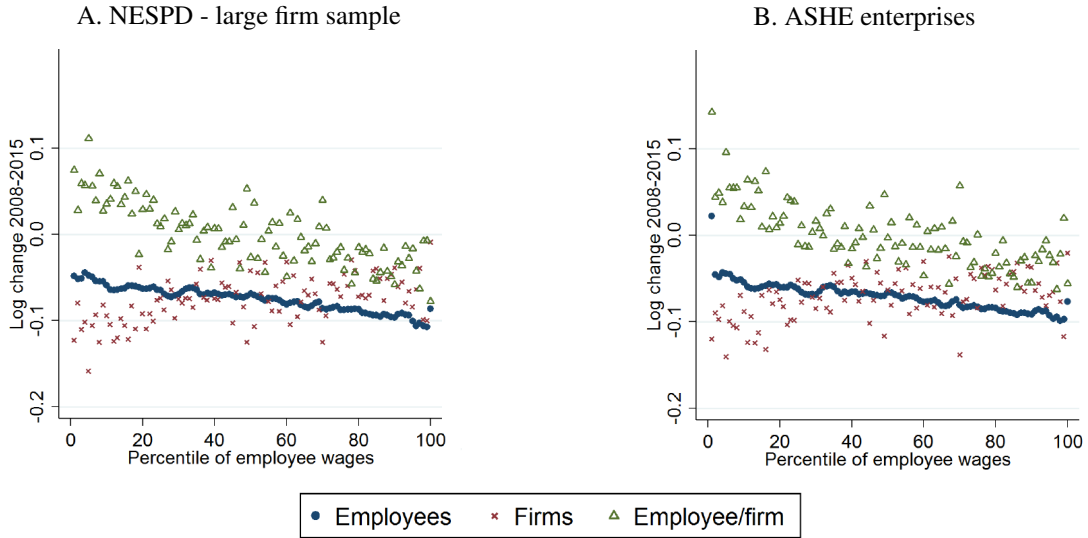 A. NESPD - large firm sample
Log change 2008-2015
0.1
0.0
-0.1
-0.2
0 20 40 60 80 100
Percentile of employee wages
B. ASHE enterprises
Log change 2008-2015
0.1
0.0
-0.1
-0.2
0 20 40 60 80 100
Percentile of employee wages
Employees Firms Employee/firm